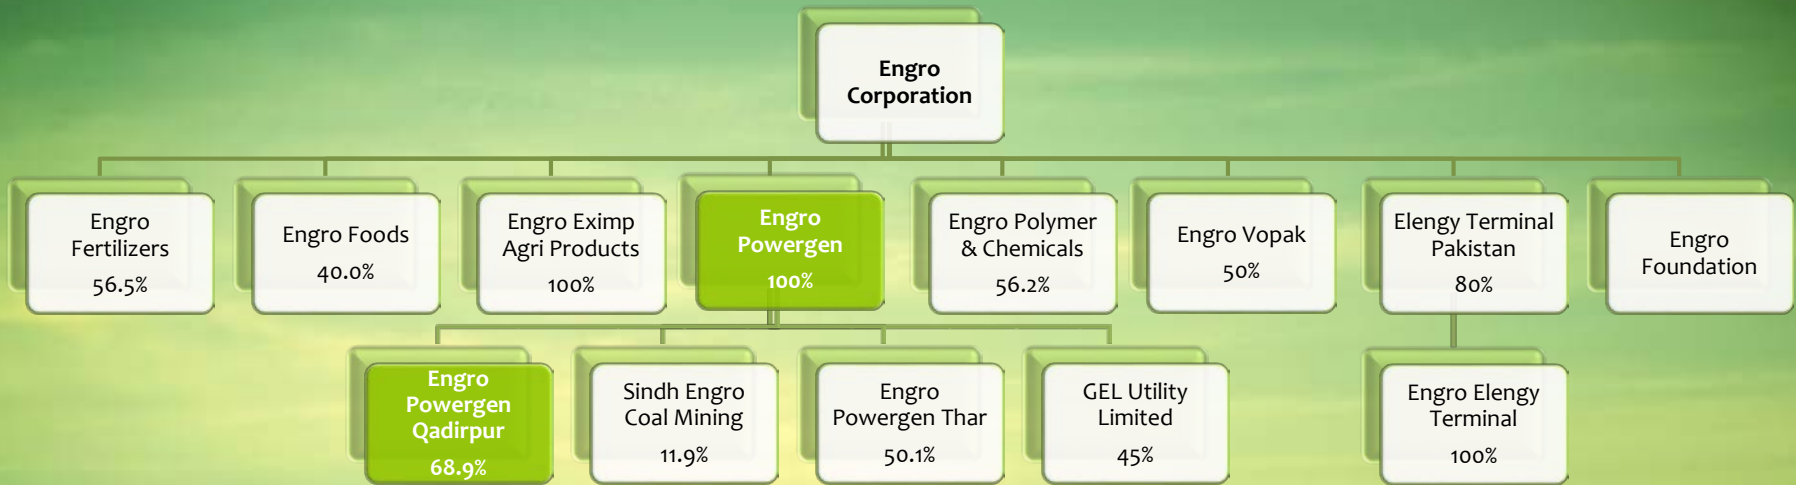 Engro
Corporation
Engro
Fertilizers
56.5%
Engro Foods
40.0%
Engro Eximp
Agri Products
100%
Engro
Powergen
100%
Engro Polymer
& Chemicals
56.2%
Engro Vopak
50%
Elengy Terminal
Pakistan
80%
Engro
Foundation
Engro
Powergen
Qadirpur
68.9%
Sindh Engro
Coal Mining
11.9%
Engro
Powergen Thar
50.1%
GEL Utility
Limited
45%
Engro Elengy
Terminal
100%